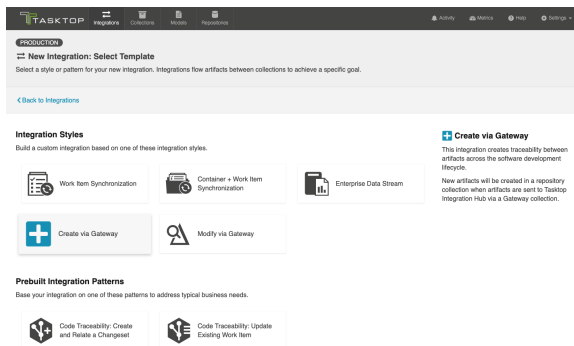 TASKTOP
Integrations
Collections
Models
Repositories
Activity
Metrics
Help
Settings
PRODUCTION
New Integration: Select Template
Select a style or pattern for your new integration. Integrations flow artifacts between collections to achieve a specific goal.
Back to Integrations
Integration Styles
Build a custom integration based on one of these integration styles.
Work Item Synchronization
Container + Work Item
Synchronization
Enterprise Data Stream
Create via Gateway
Modify via Gateway
Create via Gateway
This integration creates traceability between
artifacts across the software development
lifecycle.
New artifacts will be created in a repository
collection when artifacts are sent to Tasktop
Integration Hub via a Gateway collection.
Prebuilt Integration Patterns
Base your integration on one of these patterns to address typical business needs.
Code Traceability: Create
and Relate a Changeset
Code Traceability: Update
Existing Work Item